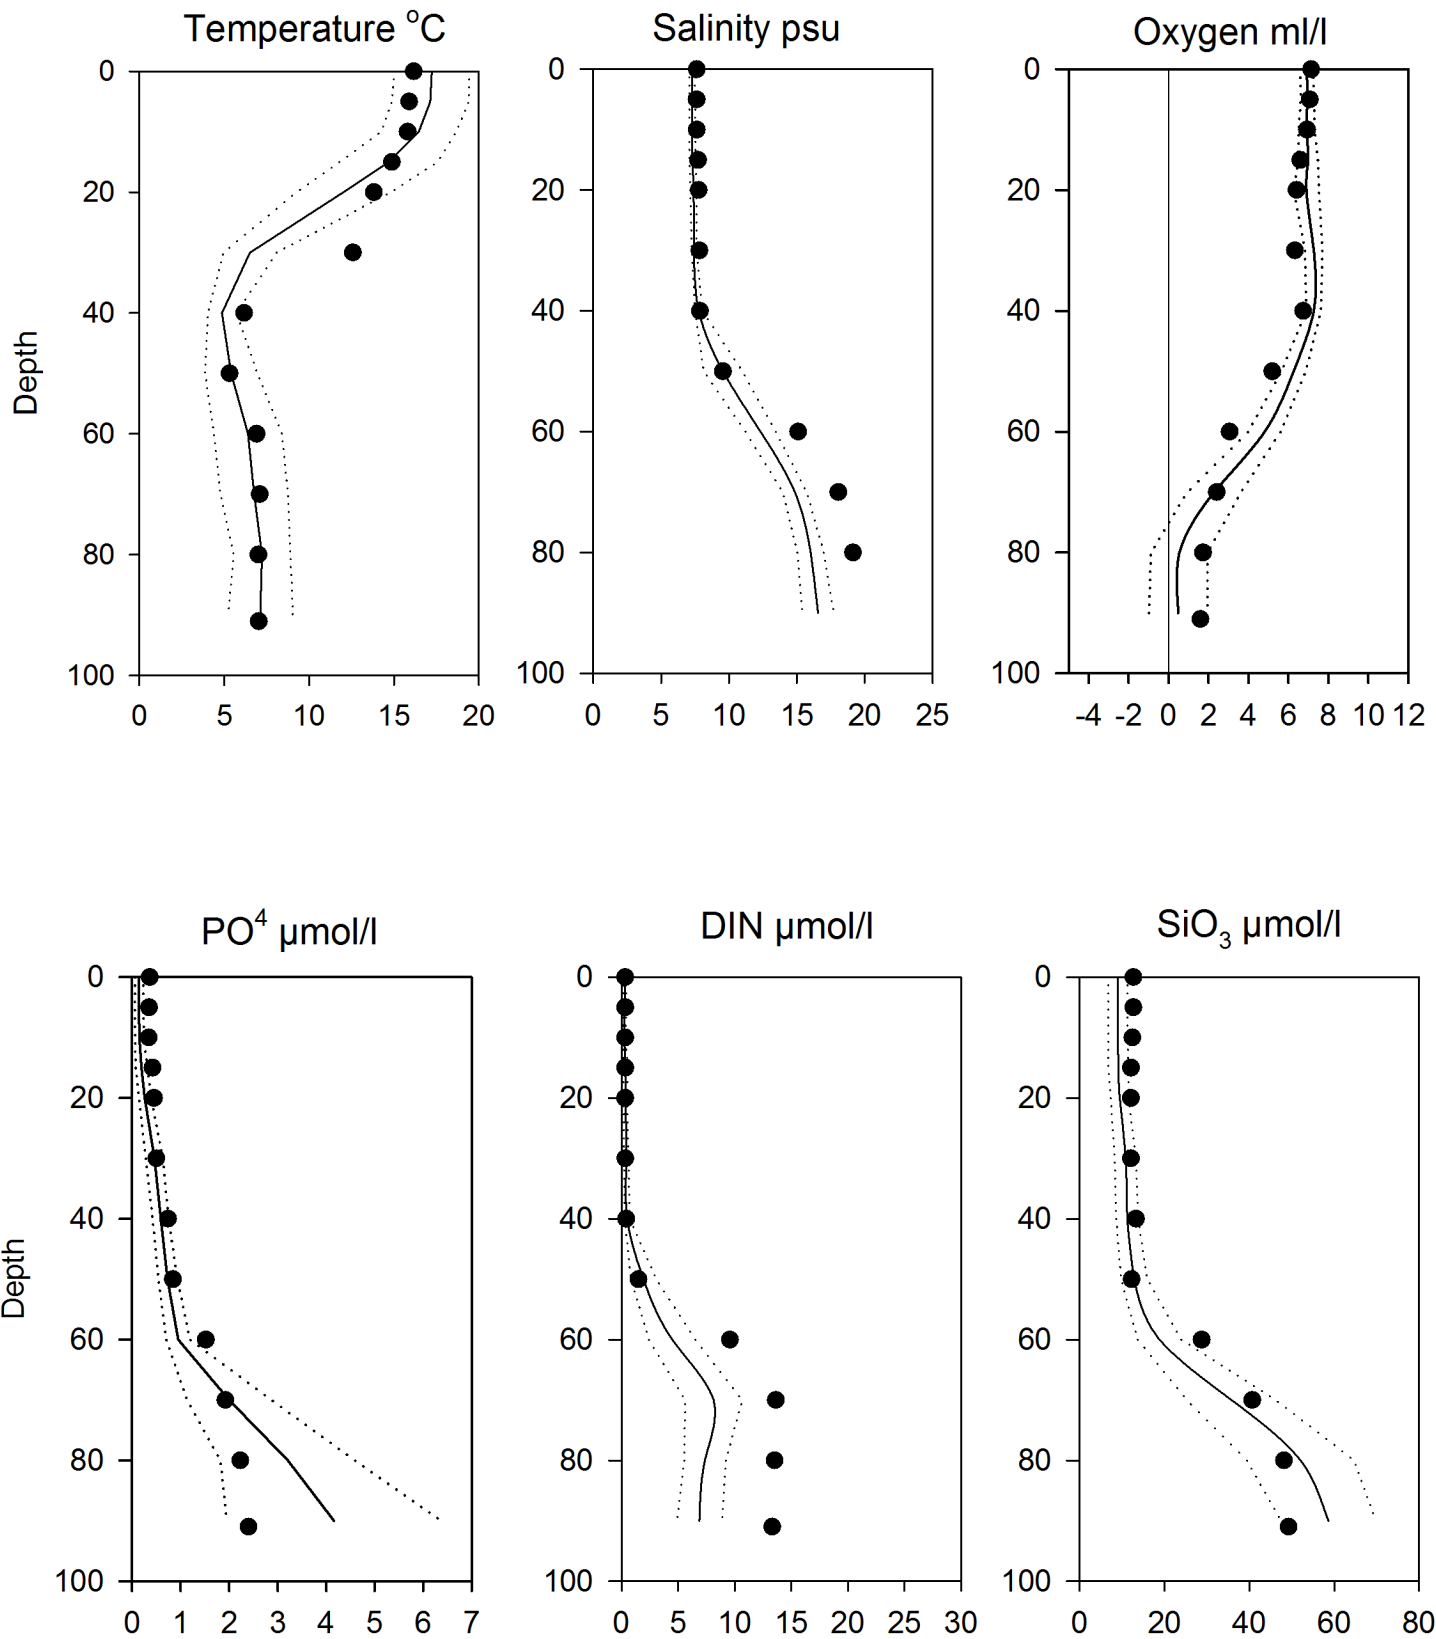 Temperature °C
Salinity psu
Oxygen ml/l
0
20
40
60
80
100
Depth
0 5 10 15 20
0
20
40
60
80
100
0 5 10 15 20 25
0
20
40
60
80
100
-4 -2 0 2 4 6 8 10 12
PO⁴ µmol/l
DIN µmol/l
SiO₃ µmol/l
0
20
40
60
80
100
Depth
0 1 2 3 4 5 6 7
0
20
40
60
80
100
0 5 10 15 20 25 30
0
20
40
60
80
100
0 20 40 60 80